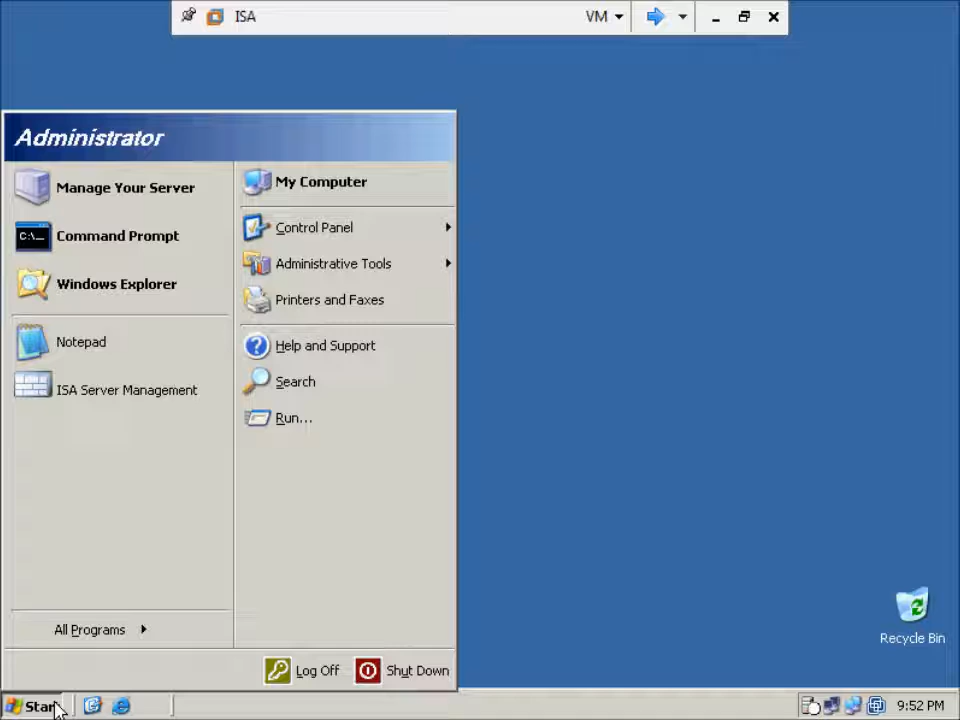 ISA
VM
Administrator
Manage Your Server
Command Prompt
Windows Explorer
Notepad
ISA Server Management
All Programs
My Computer
Control Panel
Administrative Tools
Printers and Faxes
Help and Support
Search
Run...
Log Off
Shut Down
Recycle Bin
Star
9:52 PM
C:\_